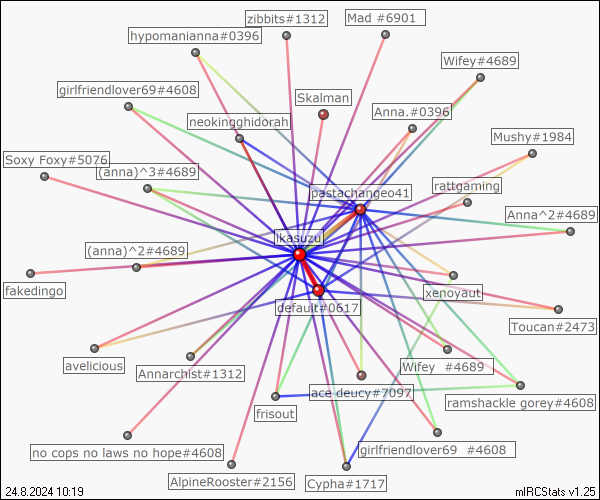 zibbits#1312
Mad #6901
hypomanianna#0396
Wifey#4689
girlfriendlover69#4608
Skalman
Anna.#0396
neokingghidorah
Mushy#1984
Soxy Foxy#5076
(anna)^3#4689
pastachangeo41
rattgaming
Anna^2#4689
ikasuzu
(anna)^2#4689
fakedingo
xenoyaut
default#0617
Toucan#2473
avelicious
Annarchist#1312
Wifey #4689
ace deucy#7097
ramshackle gorey#4608
frisout
no cops no laws no hope#4608
girlfriendlover69 #4608
AlpineRooster#2156
Cypha#1717
24.8.2024 10:19
mIRCStats v1.25